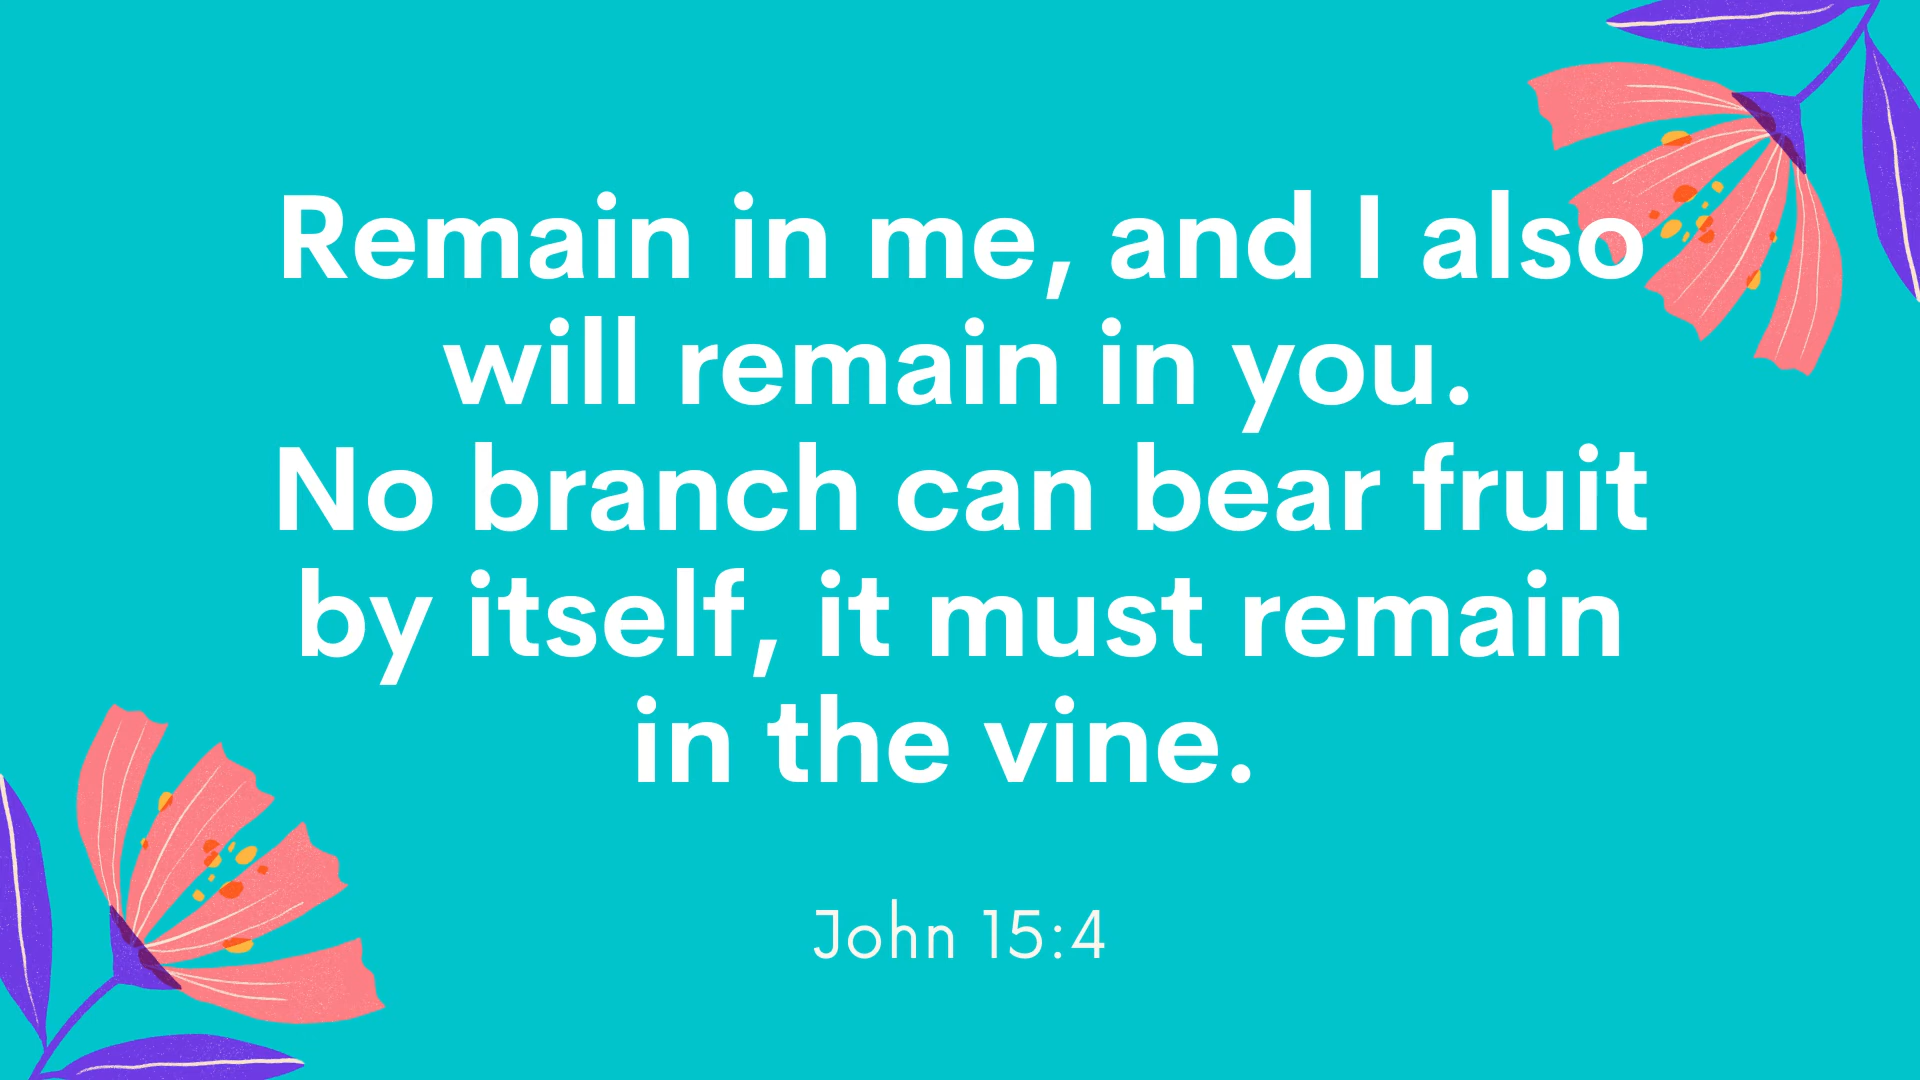 Remain in me, and I also
will remain in you.
No branch can bear fruit
by itself, it must remain
in the vine.
John 15:4